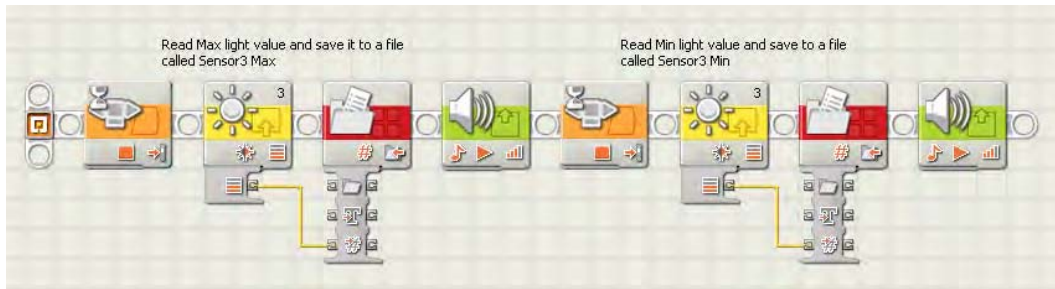 Read Max light value and save it to a file
called Sensor3 Max
Read Min light value and save to a file
called Sensor3 Min
3
3